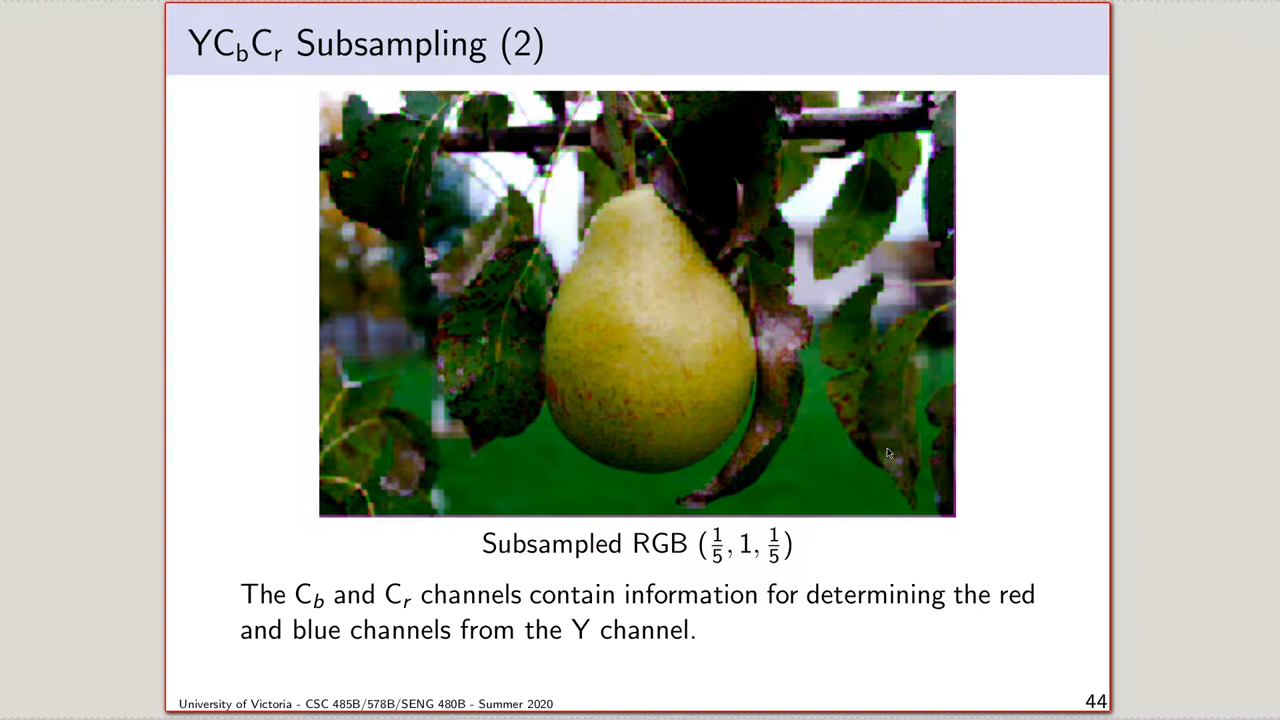 YCbCr Subsampling (2)
Subsampled RGB (1/5, 1, 1/5)
The Cb and Cr channels contain information for determining the red
and blue channels from the Y channel.
University of Victoria - CSC 485B/578B/SENG 480B - Summer 2020
44